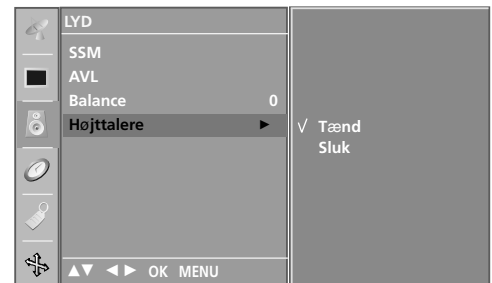 LYD
SSM
AVL
Balance 0
Højttalere ►
√ Tænd
Sluk
▲▼ ◄► OK MENU